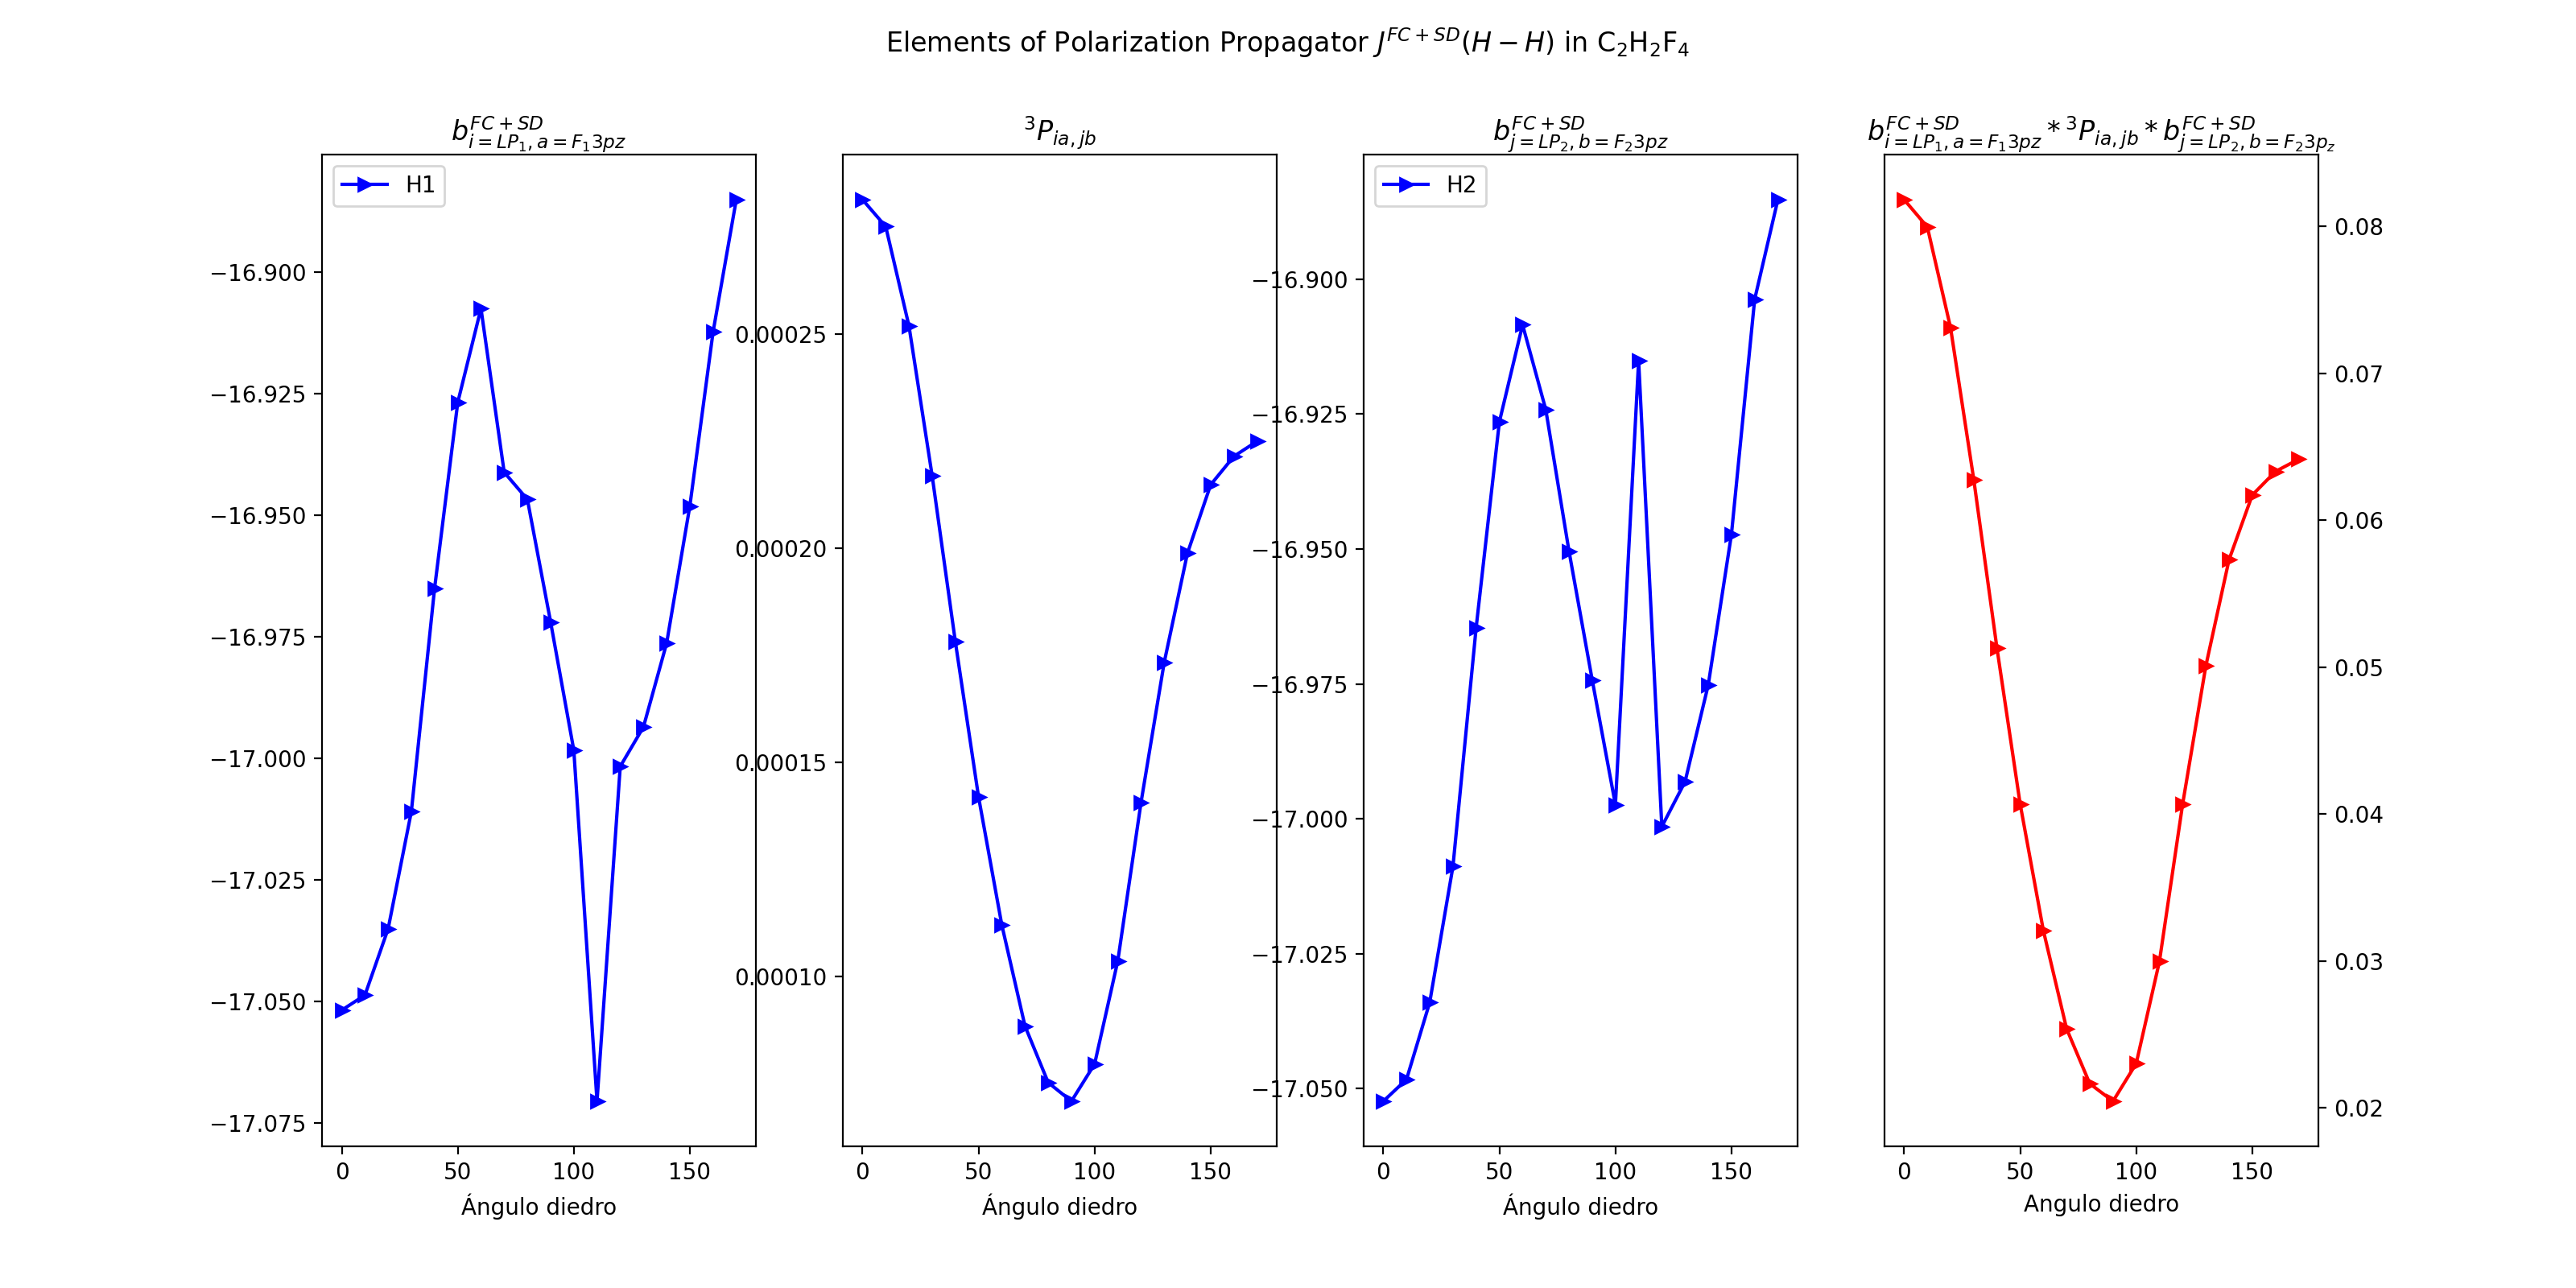 Elements of Polarization Propagator J^{FC+SD}(H−H) in C₂H₂F₄
b^{FC+SD}_{i=LP₁,a=F₁3pz}
H1
−16.900
−16.925
−16.950
−16.975
−17.000
−17.025
−17.050
−17.075
0 50 100 150
Ángulo diedro
³P_{ia,jb}
0.00025
0.00020
0.00015
0.00010
0 50 100 150
Ángulo diedro
b^{FC+SD}_{j=LP₂,b=F₂3pz}
H2
−16.900
−16.925
−16.950
−16.975
−17.000
−17.025
−17.050
0 50 100 150
Ángulo diedro
b^{FC+SD}_{i=LP₁,a=F₁3pz} * ³P_{ia,jb} * b^{FC+SD}_{j=LP₂,b=F₂3p_z}
0.08
0.07
0.06
0.05
0.04
0.03
0.02
0 50 100 150
Angulo diedro